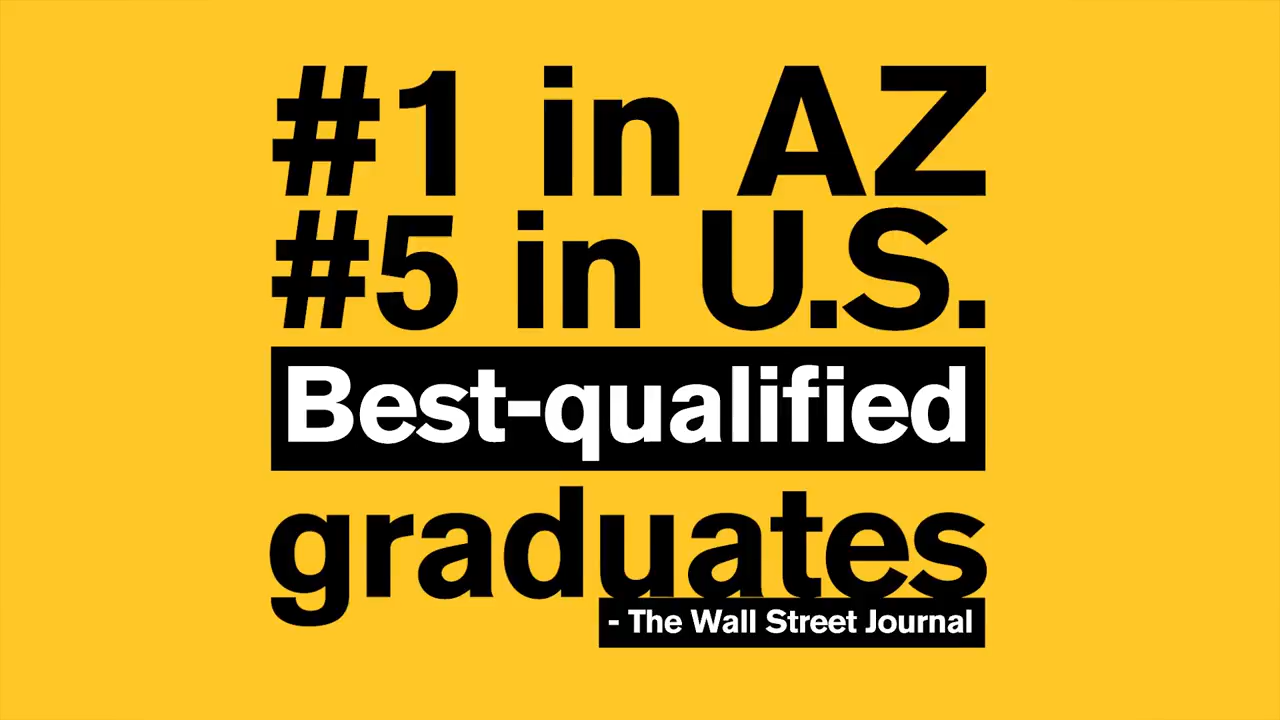 #1 in AZ
#5 in U.S.
Best-qualified
graduates
- The Wall Street Journal